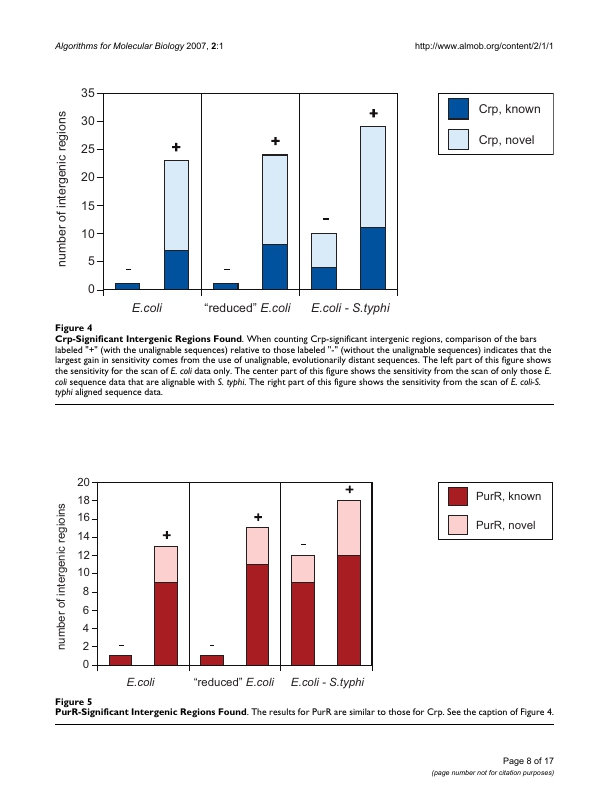 Algorithms for Molecular Biology 2007, 2:1 http://www.almob.org/content/2/1/1
35
30
25
20
15
10
5
0
number of intergenic regions
- + - + - +
E.coli "reduced" E.coli E.coli - S.typhi
Crp, known
Crp, novel
Figure 4
Crp-Significant Intergenic Regions Found. When counting Crp-significant intergenic regions, comparison of the bars
labeled "+" (with the unalignable sequences) relative to those labeled "-" (without the unalignable sequences) indicates that the
largest gain in sensitivity comes from the use of unalignable, evolutionarily distant sequences. The left part of this figure shows
the sensitivity for the scan of E. coli data only. The center part of this figure shows the sensitivity from the scan of only those E.
coli sequence data that are alignable with S. typhi. The right part of this figure shows the sensitivity from the scan of E. coli-S.
typhi aligned sequence data.
20
18
16
14
12
10
8
6
4
2
0
number of intergenic regioins
- + - + - +
E.coli "reduced" E.coli E.coli - S.typhi
PurR, known
PurR, novel
Figure 5
PurR-Significant Intergenic Regions Found. The results for PurR are similar to those for Crp. See the caption of Figure 4.
Page 8 of 17
(page number not for citation purposes)